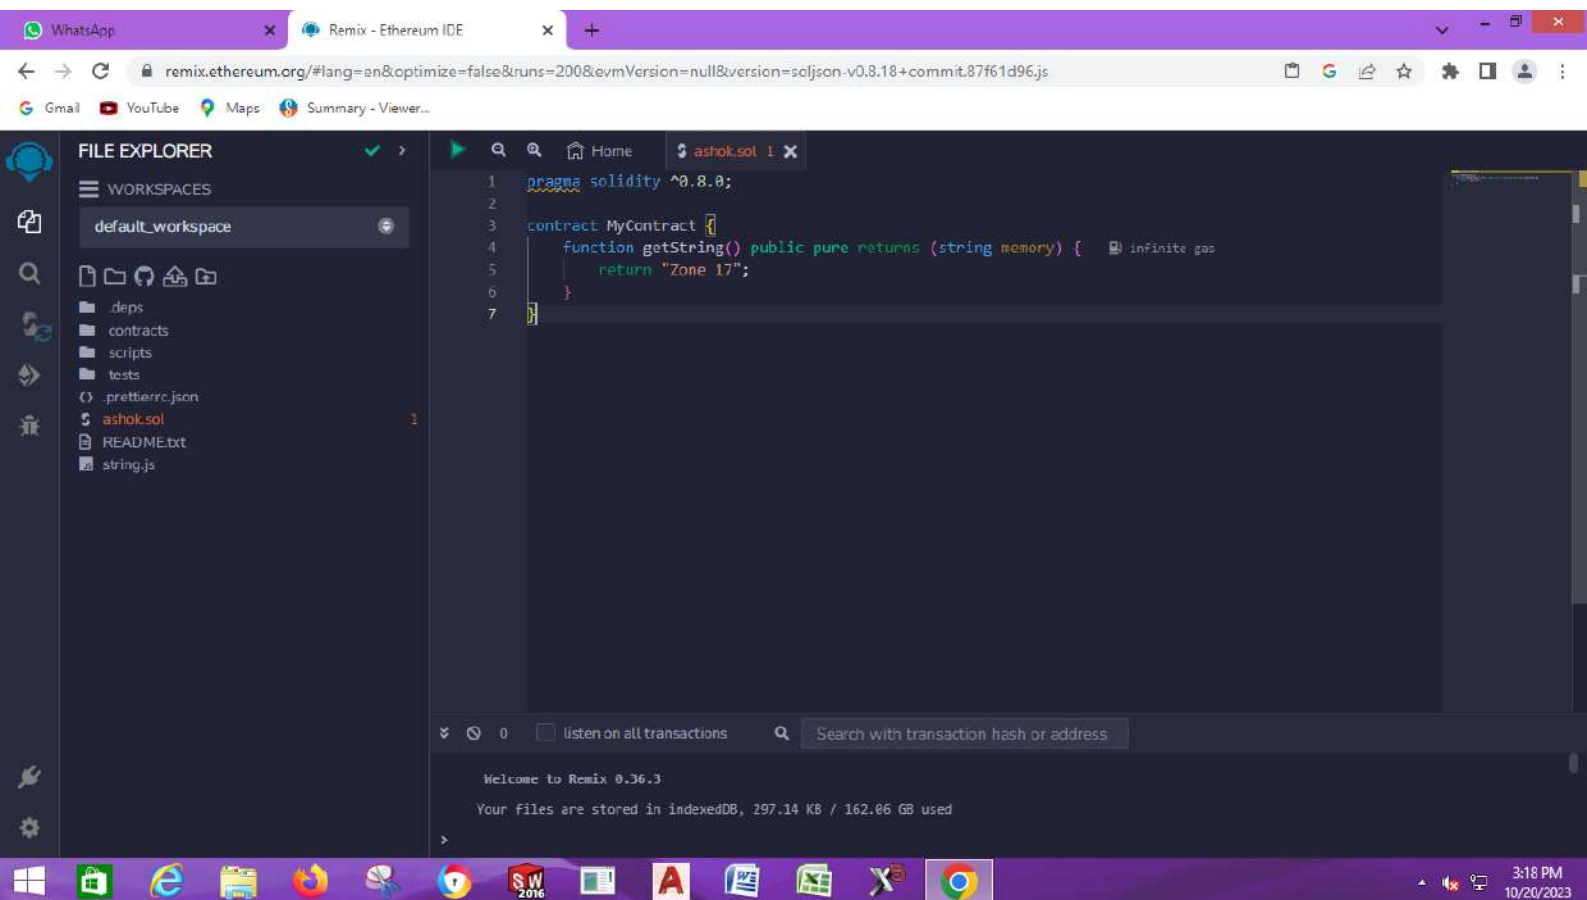 WhatsApp
Remix - Ethereum IDE
remix.ethereum.org/#lang=en&optimize=false&runs=200&evmVersion=null&version=soljson-v0.8.18+commit.87f61d96.js
Gmail
YouTube
Maps
Summary - Viewer...
FILE EXPLORER
Home
ashok.sol 1
WORKSPACES
default_workspace
.deps
contracts
scripts
tests
.prettierrc.json
ashok.sol 1
README.txt
string.js
1 pragma solidity ^0.8.0;
2
3 contract MyContract {
4 function getString() public pure returns (string memory) { infinite gas
5 return "Zone 17";
6 }
7 }
0 listen on all transactions
Search with transaction hash or address
Welcome to Remix 0.36.3
Your files are stored in indexedDB, 297.14 KB / 162.06 GB used
>
SW
2016
3:18 PM
10/20/2023